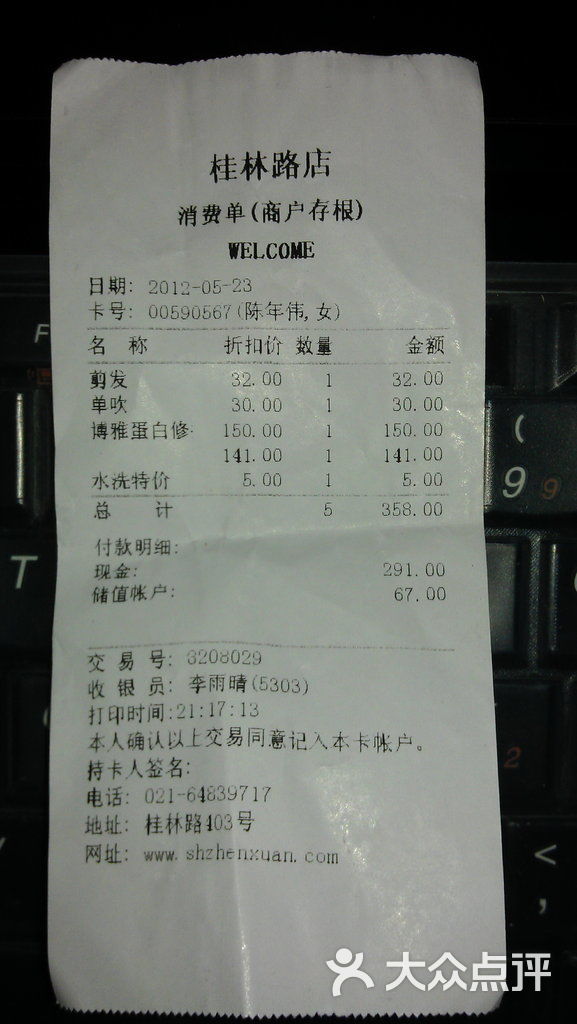 桂林路店
消费单(商户存根)
WELCOME
日期: 2012-05-23
卡号: 00590567(陈年伟,女)
名 称 折扣价 数量 金额
剪发 32.00 1 32.00
单吹 30.00 1 30.00
博雅蛋白修 150.00 1 150.00
141.00 1 141.00
水洗特价 5.00 1 5.00
总 计 5 358.00
付款明细:
现金: 291.00
储值帐户: 67.00
交 易 号: 3208029
收 银 员: 李雨晴(5303)
打印时间:21:17:13
本人确认以上交易同意记入本卡帐户。
持卡人签名:
电话: 021-64839717
地址: 桂林路403号
网址: www.shzhenxuan.com
F
(
9 9
T
2
<
,
大众点评